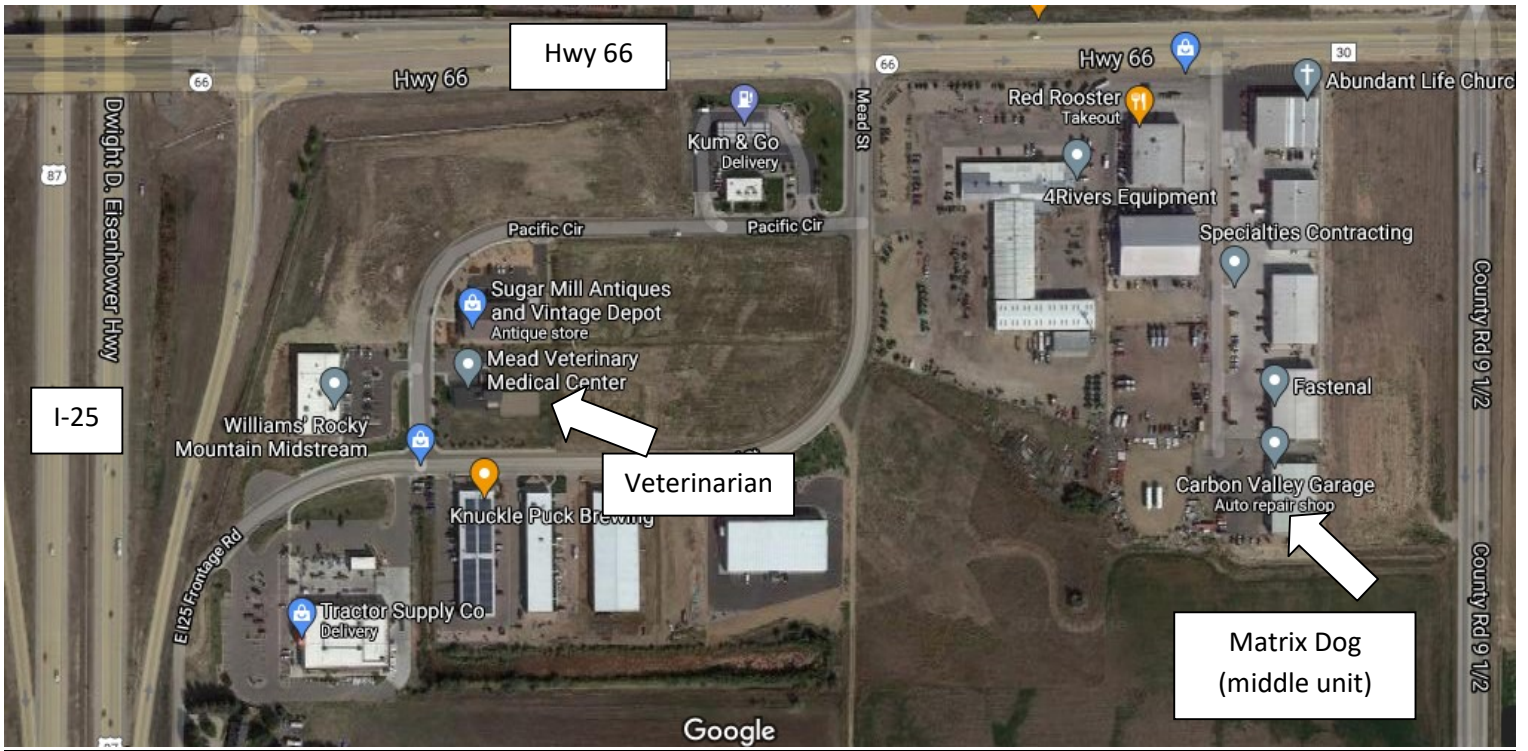 Hwy 66
Hwy 66
Hwy 66
66
66
30
Abundant Life Churc
Red Rooster
Takeout
Kum & Go
Delivery
Mead St
Dwight D. Eisenhower Hwy
87
4Rivers Equipment
Pacific Cir
Pacific Cir
Specialties Contracting
Sugar Mill Antiques
and Vintage Depot
Antique store
Mead Veterinary
Medical Center
County Rd 9 1/2
Fastenal
I-25
Williams' Rocky
Mountain Midstream
Veterinarian
Carbon Valley Garage
Auto repair shop
Knuckle Puck Brewing
E I25 Frontage Rd
Tractor Supply Co
Delivery
County Rd 9 1/2
Matrix Dog
(middle unit)
Google
87